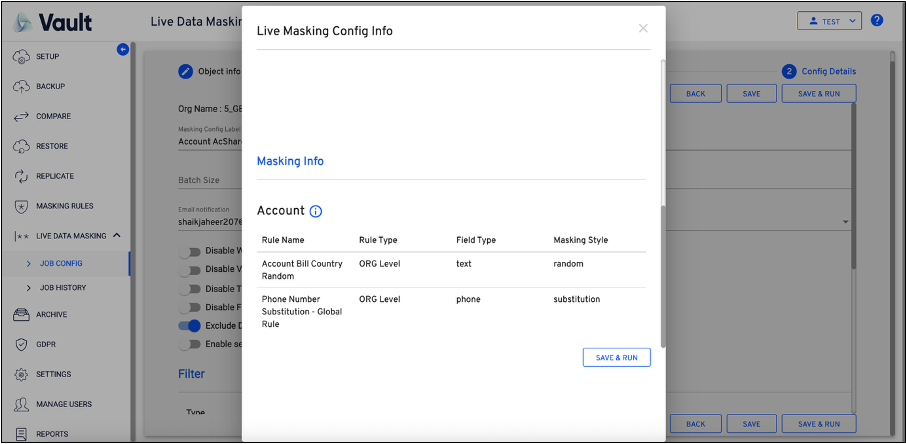 Vault
Live Data Maskin
TEST
?
SETUP
BACKUP
COMPARE
RESTORE
REPLICATE
MASKING RULES
LIVE DATA MASKING
JOB CONFIG
JOB HISTORY
ARCHIVE
GDPR
SETTINGS
MANAGE USERS
REPORTS
Object info
2 Config Details
BACK SAVE SAVE & RUN
Org Name : 5_GE
Masking Config Label
Account AcShar
Batch Size
Email notification
shaikjaheer207
Disable W
Disable V
Disable T
Disable F
Exclude D
Enable se
Filter
Type
BACK SAVE SAVE & RUN
Live Masking Config Info
Masking Info
Account
Rule Name Rule Type Field Type Masking Style
Account Bill Country ORG Level text random
Random
Phone Number ORG Level phone substitution
Substitution - Global
Rule
SAVE & RUN